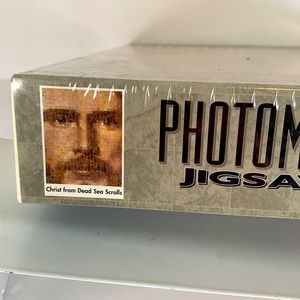 PHOTOM
JIGSA
Christ from Dead Sea Scrolls